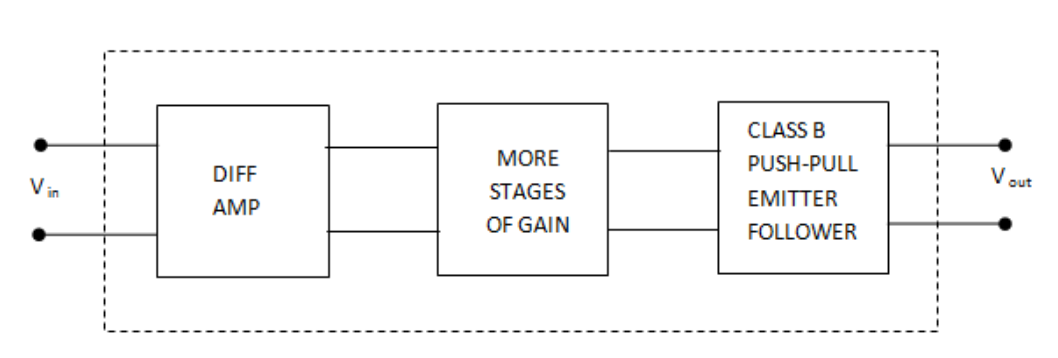 V in
DIFF
AMP
MORE
STAGES
OF GAIN
CLASS B
PUSH-PULL
EMITTER
FOLLOWER
V out